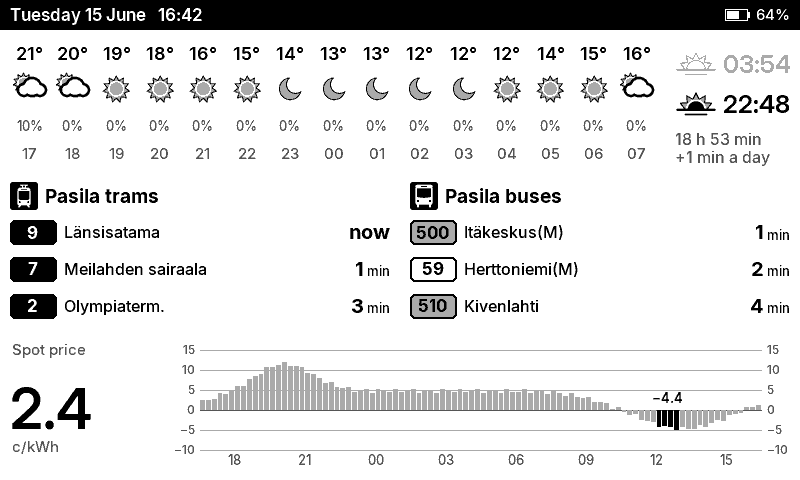 Tuesday 15 June 16:42 64%
21° 20° 19° 18° 16° 15° 14° 13° 13° 12° 12° 12° 14° 15° 16°
10% 0% 0% 0% 0% 0% 0% 0% 0% 0% 0% 0% 0% 0% 0%
17 18 19 20 21 22 23 00 01 02 03 04 05 06 07
03:54
22:48
18 h 53 min
+1 min a day
Pasila trams
9 Länsisatama now
7 Meilahden sairaala 1 min
2 Olympiaterm. 3 min
Pasila buses
500 Itäkeskus(M) 1 min
59 Herttoniemi(M) 2 min
510 Kivenlahti 4 min
Spot price
2.4
c/kWh
15 15
10 10
5 5
−4.4
0 0
−5 −5
−10 −10
18 21 00 03 06 09 12 15